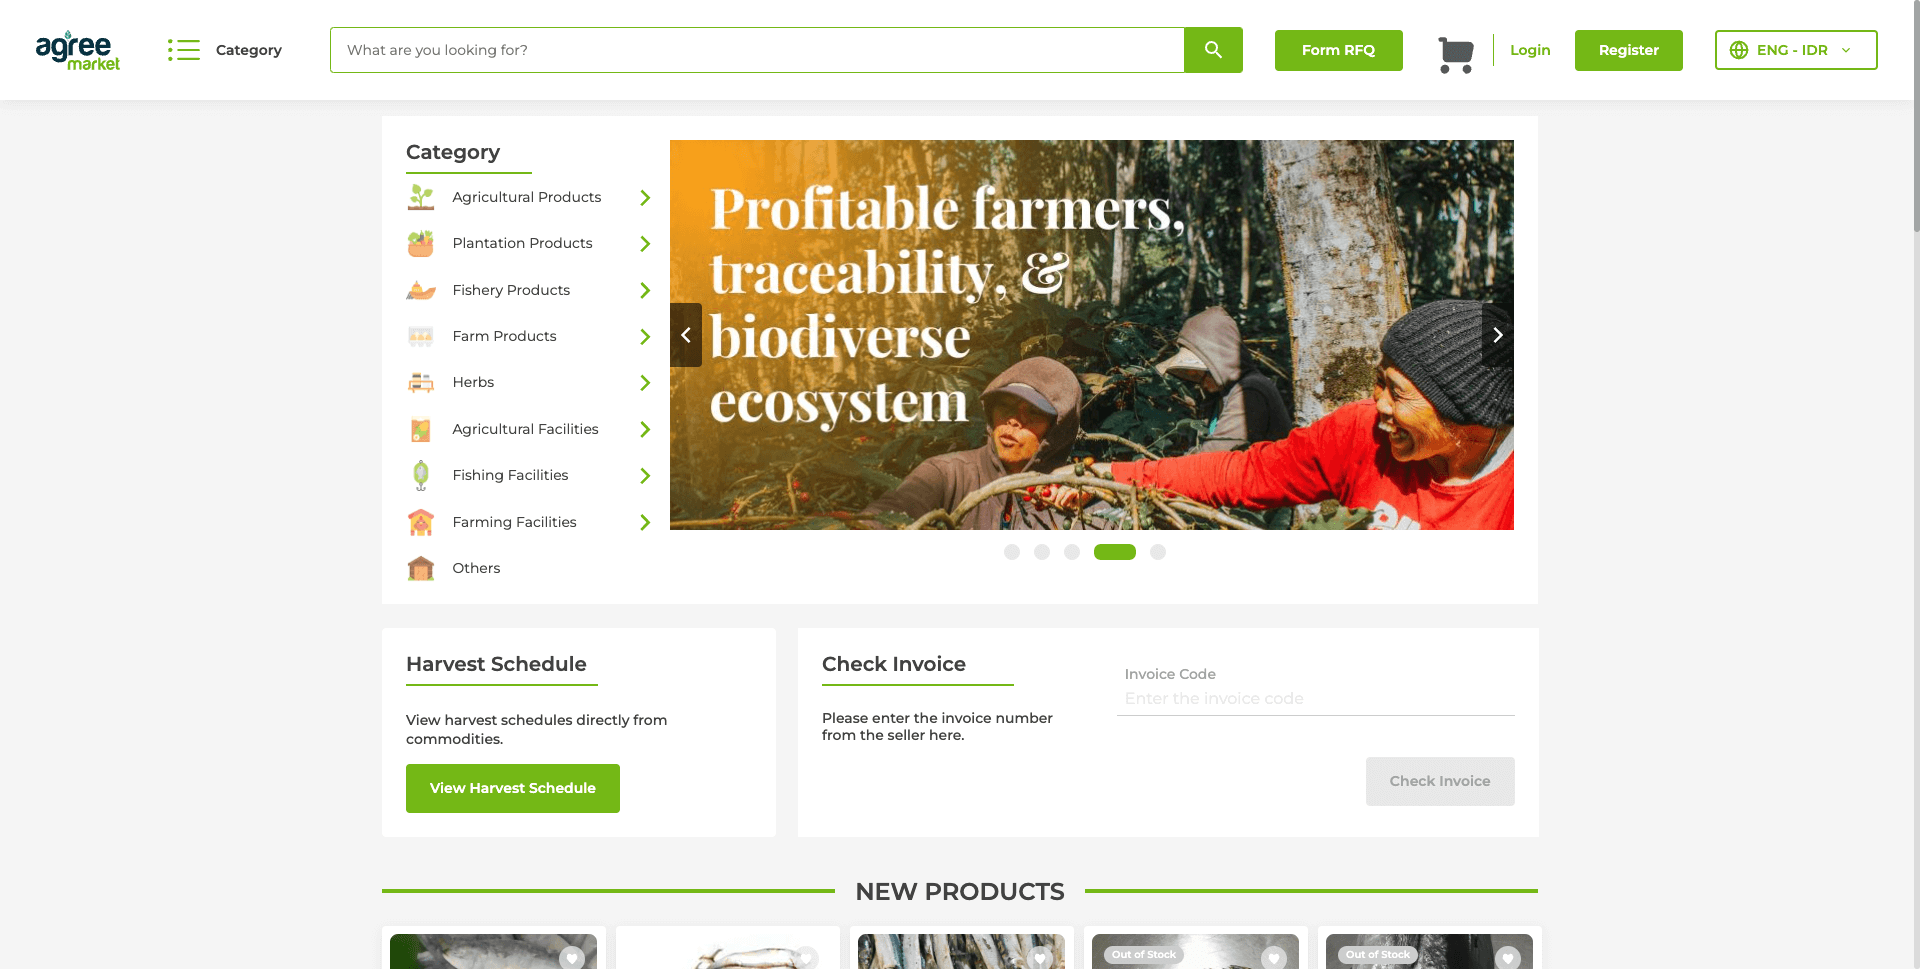 agree
market
Category
What are you looking for?
Form RFQ
Login
Register
ENG - IDR
Category
Agricultural Products
Plantation Products
Fishery Products
Farm Products
Herbs
Agricultural Facilities
Fishing Facilities
Farming Facilities
Others
Profitable farmers,
traceability, &
biodiverse
ecosystem
Harvest Schedule
View harvest schedules directly from
commodities.
View Harvest Schedule
Check Invoice
Please enter the invoice number
from the seller here.
Invoice Code
Enter the invoice code
Check Invoice
NEW PRODUCTS
Out of Stock
Out of Stock